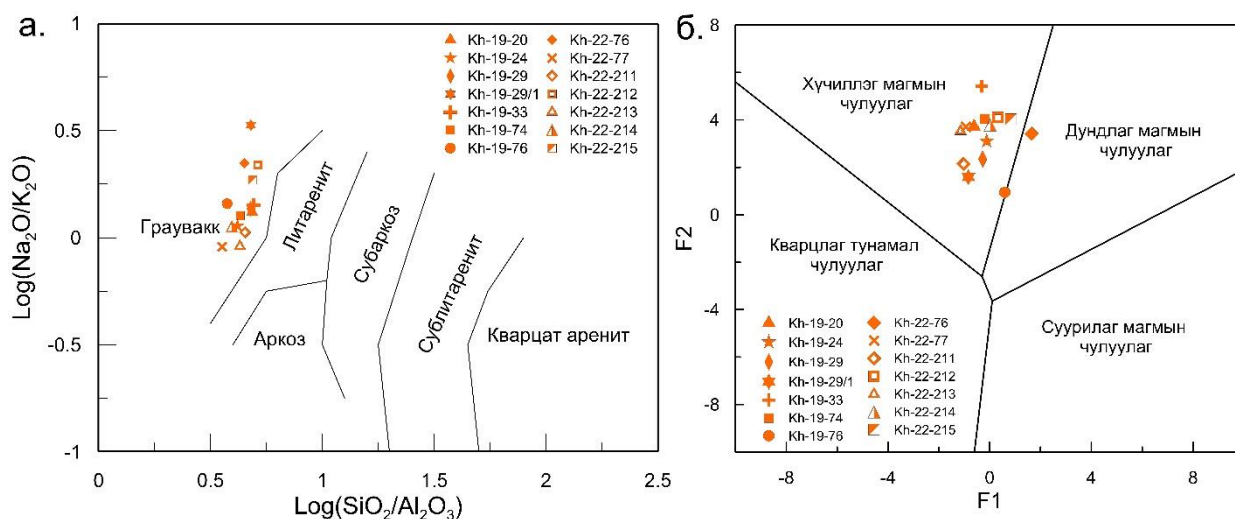 а.
1
0.5
0
-0.5
-1
Log(Na₂O/K₂O)
0
0.5
1
1.5
2
2.5
Log(SiO₂/Al₂O₃)
Kh-19-20
Kh-19-24
Kh-19-29
Kh-19-29/1
Kh-19-33
Kh-19-74
Kh-19-76
Kh-22-76
Kh-22-77
Kh-22-211
Kh-22-212
Kh-22-213
Kh-22-214
Kh-22-215
Граувакк
Литаренит
Аркоз
Субаркоз
Сублитаренит
Кварцат аренит
б.
8
4
0
-4
-8
F2
-8
-4
0
4
8
F1
Хүчиллэг магмын
чулуулаг
Дундлаг магмын
чулуулаг
Кварцлаг тунамал
чулуулаг
Суурилаг магмын
чулуулаг
Kh-19-20
Kh-19-24
Kh-19-29
Kh-19-29/1
Kh-19-33
Kh-19-74
Kh-19-76
Kh-22-76
Kh-22-77
Kh-22-211
Kh-22-212
Kh-22-213
Kh-22-214
Kh-22-215